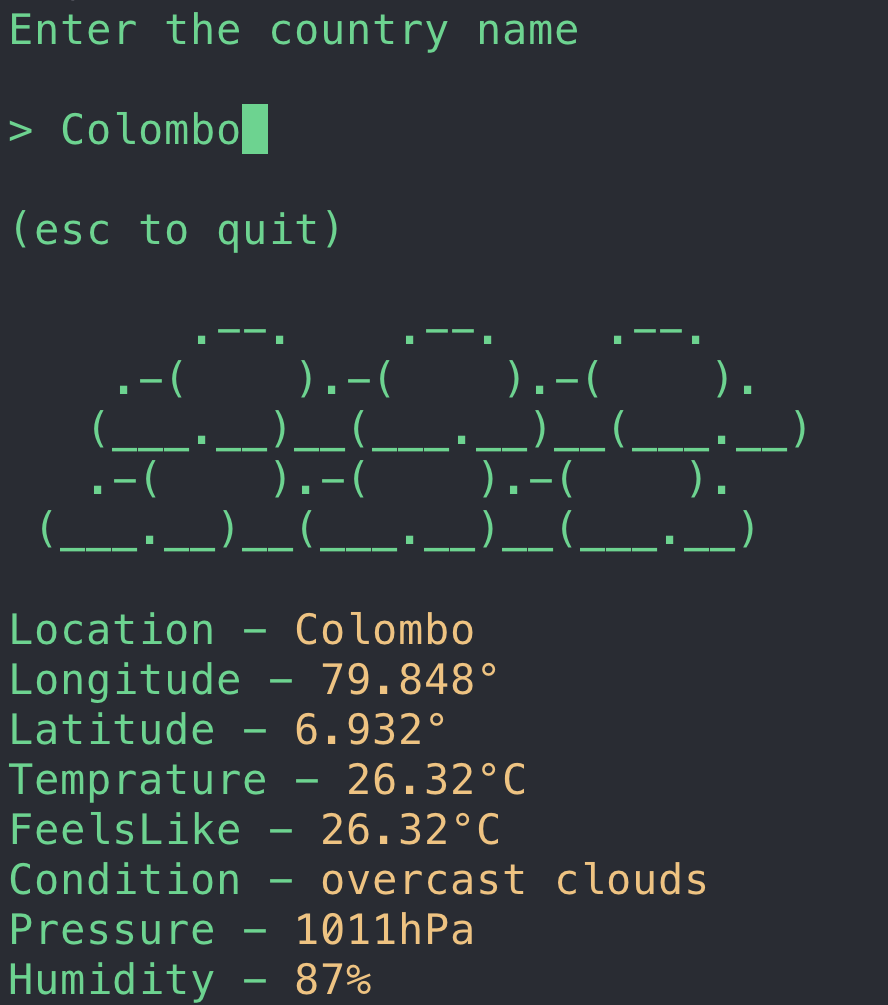 Enter the country name
> Colombo
(esc to quit)
       .--.     .--.     .--.
    .-(    ).-(    ).-(    ).
   (___.__)__(___.__)__(___.__)
   .-(    ).-(    ).-(    ).
 (___.__)__(___.__)__(___.__)
Location - Colombo
Longitude - 79.848°
Latitude - 6.932°
Temprature - 26.32°C
FeelsLike - 26.32°C
Condition - overcast clouds
Pressure - 1011hPa
Humidity - 87%